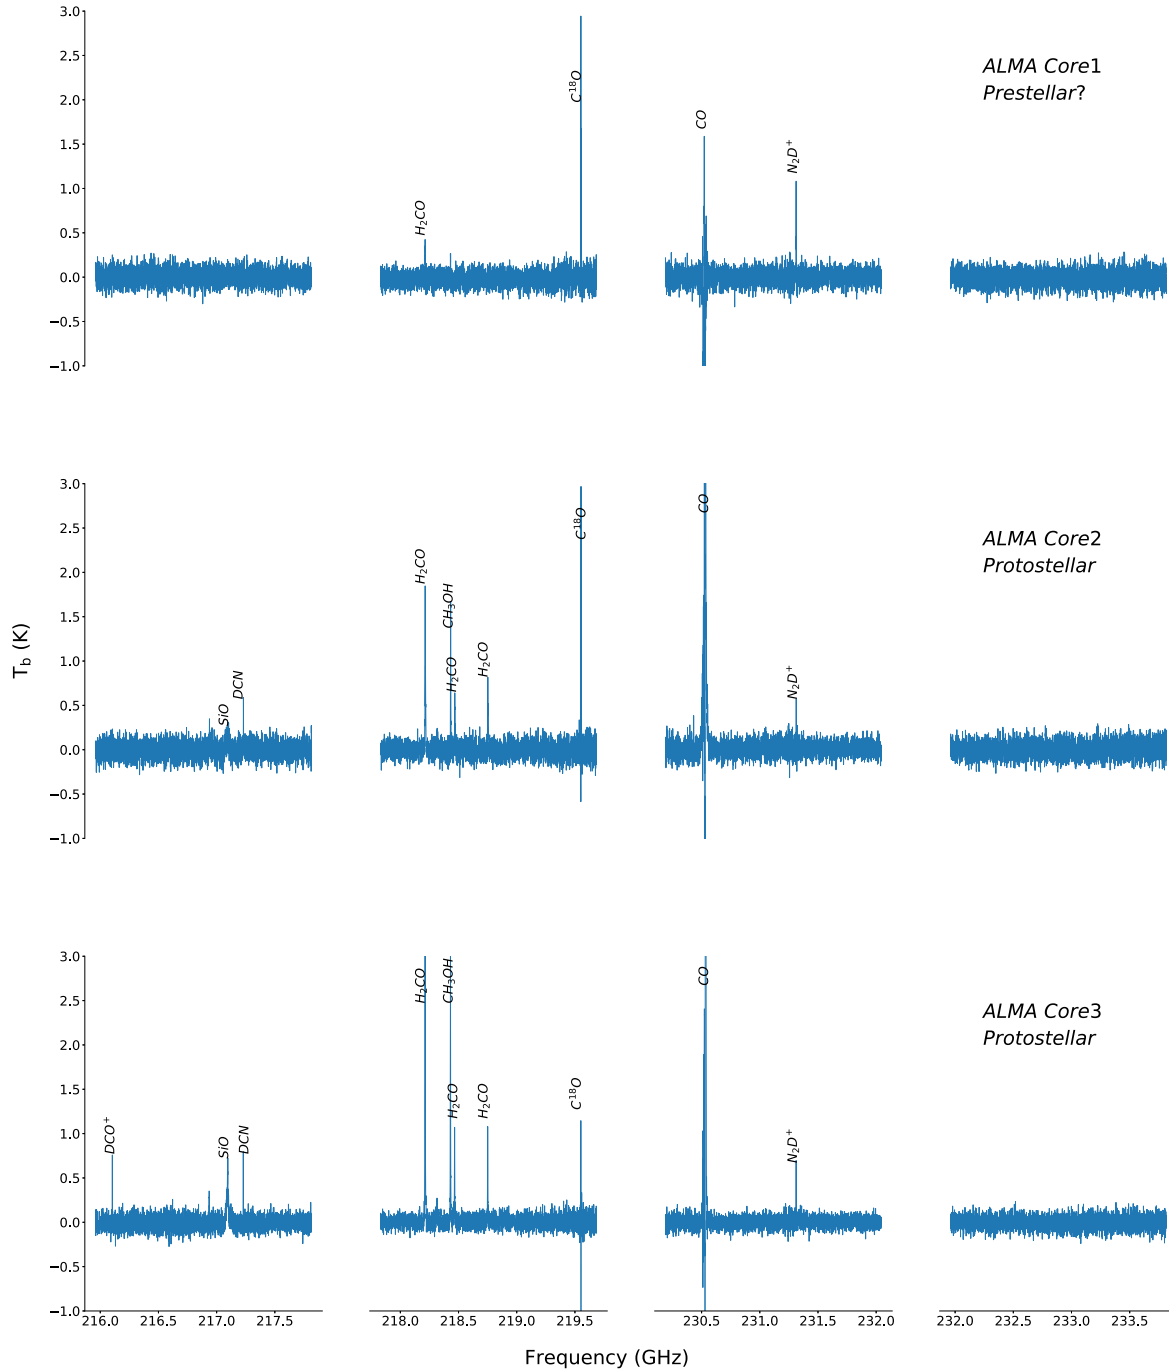 3.0
2.5
2.0
1.5
1.0
0.5
0.0
−0.5
−1.0
H₂CO
C¹⁸O
CO
N₂D⁺
ALMA Core1
Prestellar?
3.0
2.5
2.0
1.5
1.0
0.5
0.0
−0.5
−1.0
SiO
DCN
H₂CO
CH₃OH
H₂CO
H₂CO
C¹⁸O
CO
N₂D⁺
ALMA Core2
Protostellar
T_b (K)
3.0
2.5
2.0
1.5
1.0
0.5
0.0
−0.5
−1.0
DCO⁺
SiO
DCN
H₂CO
CH₃OH
H₂CO
H₂CO
C¹⁸O
CO
N₂D⁺
ALMA Core3
Protostellar
216.0 216.5 217.0 217.5 218.0 218.5 219.0 219.5 230.5 231.0 231.5 232.0 232.0 232.5 233.0 233.5
Frequency (GHz)